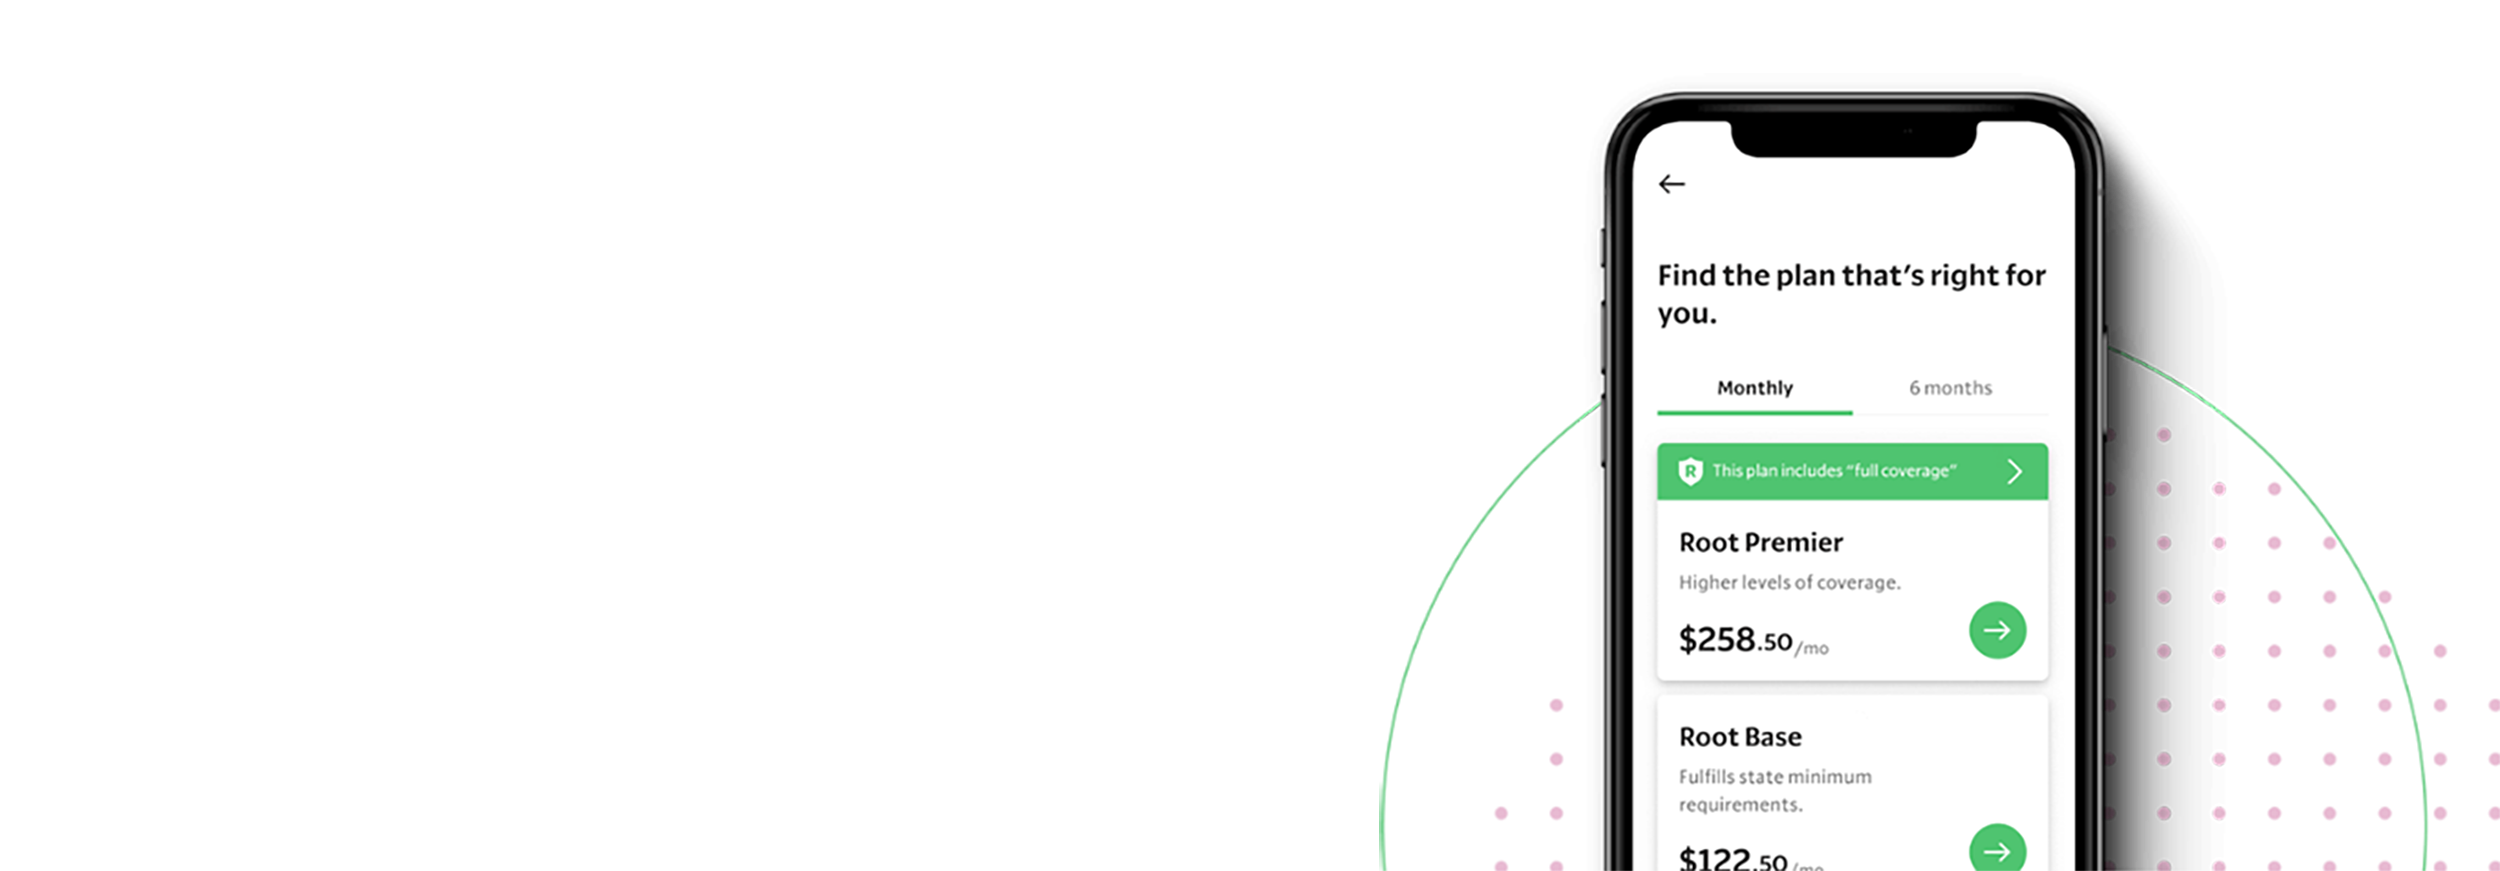 Find the plan that's right for
you.
Monthly
6 months
R
This plan includes "full coverage"
Root Premier
Higher levels of coverage.
$258.50/mo
Root Base
Fulfills state minimum
requirements.
$122.50/mo